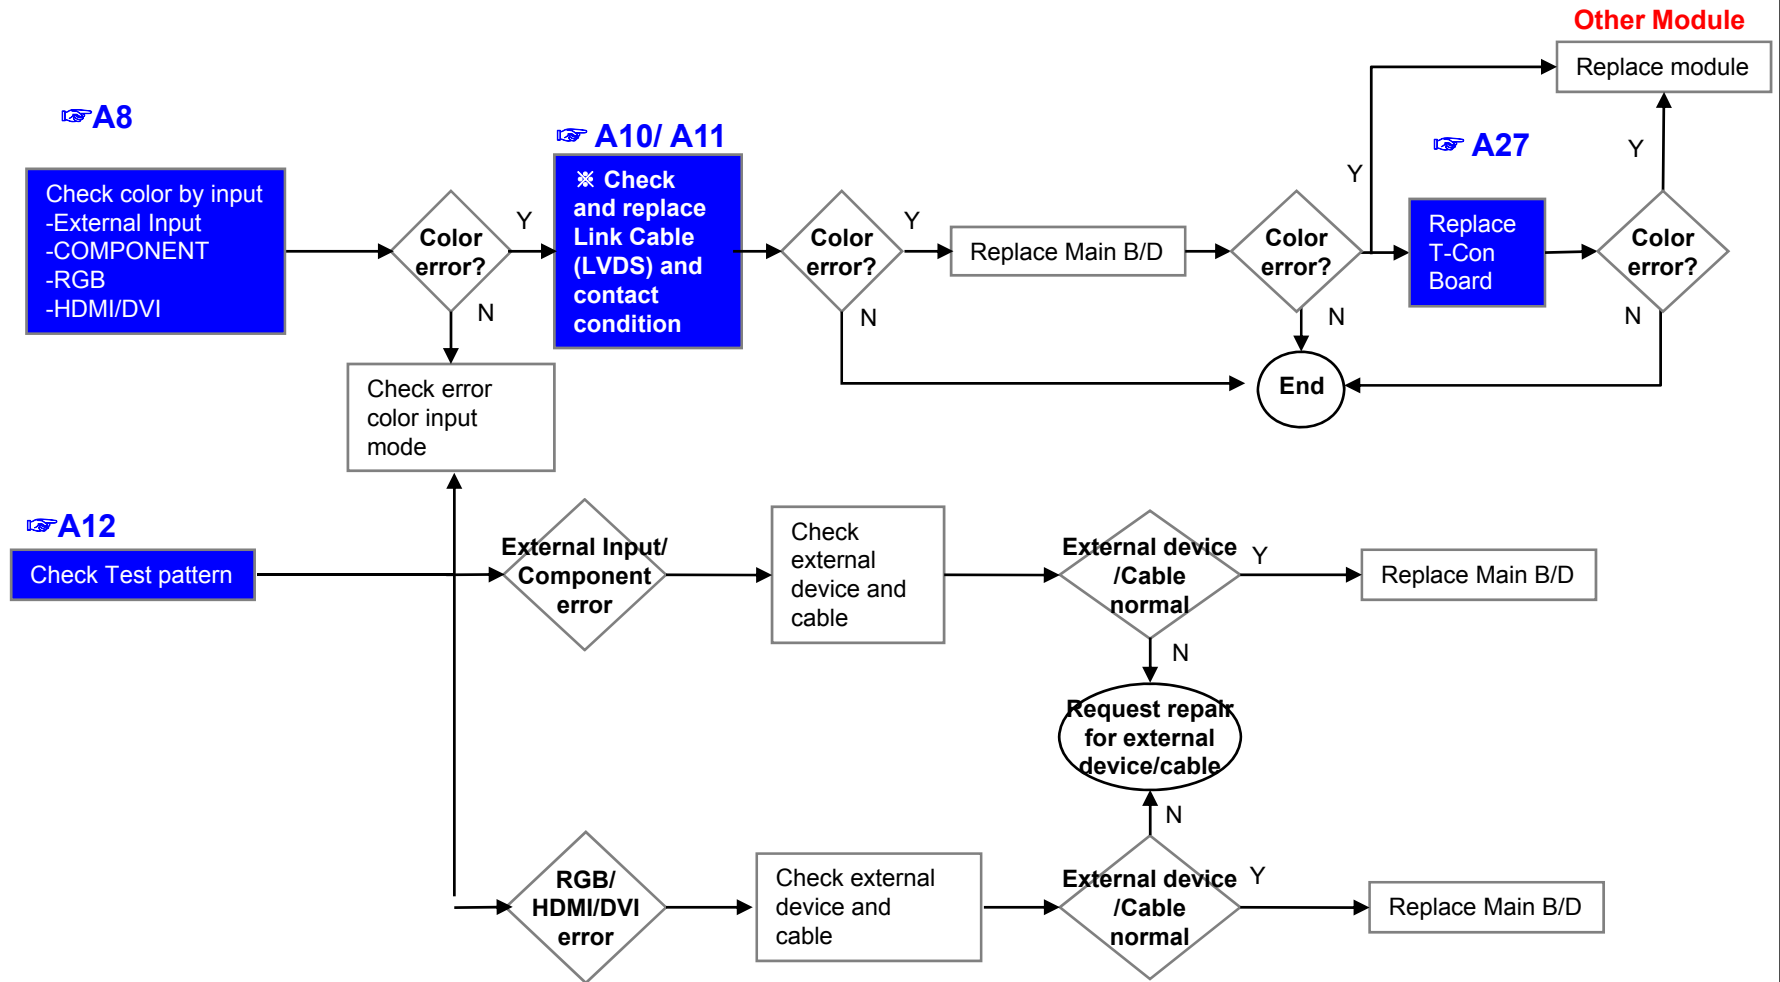 Other Module
Replace module
☞A8
☞ A10/ A11
☞ A27
Check color by input
-External Input
-COMPONENT
-RGB
-HDMI/DVI
Color
error?
Y
N
※ Check
and replace
Link Cable
(LVDS) and
contact
condition
Color
error?
Y
N
Replace Main B/D
Color
error?
Y
N
Replace
T-Con
Board
Color
error?
Y
N
End
Check error
color input
mode
☞A12
Check Test pattern
External Input/
Component
error
Check
external
device and
cable
External device
/Cable
normal
Y
N
Replace Main B/D
Request repair
for external
device/cable
RGB/
HDMI/DVI
error
Check external
device and
cable
N
External device
/Cable
normal
Y
Replace Main B/D